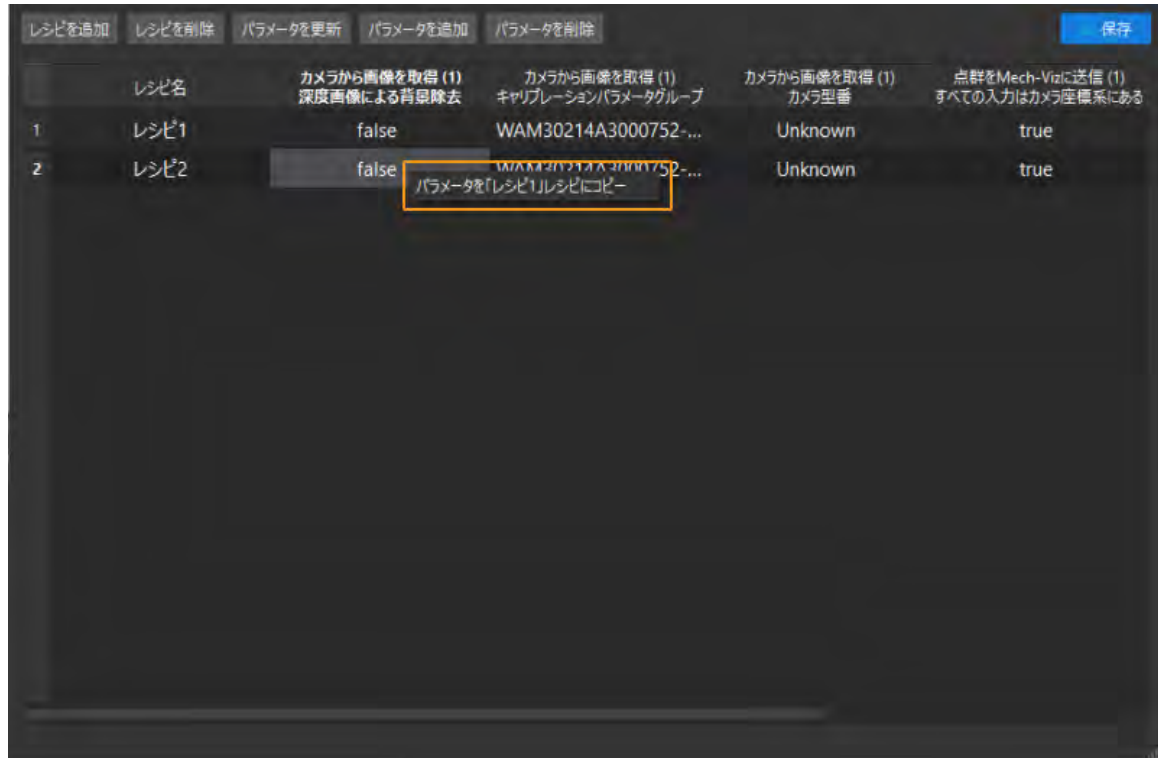 レシピを追加 レシピを削除 パラメータを更新 パラメータを追加 パラメータを削除 保存
レシピ名
カメラから画像を取得 (1)
深度画像による背景除去
カメラから画像を取得 (1)
キャリブレーションパラメータグループ
カメラから画像を取得 (1)
カメラ型番
点群をMech-Vizに送信 (1)
すべての入力はカメラ座標系にある
1 レシピ1 false WAM30214A3000752-... Unknown true
2 レシピ2 false WAM30214A3000752-... Unknown true
パラメータを「レシピ1」レシピにコピー